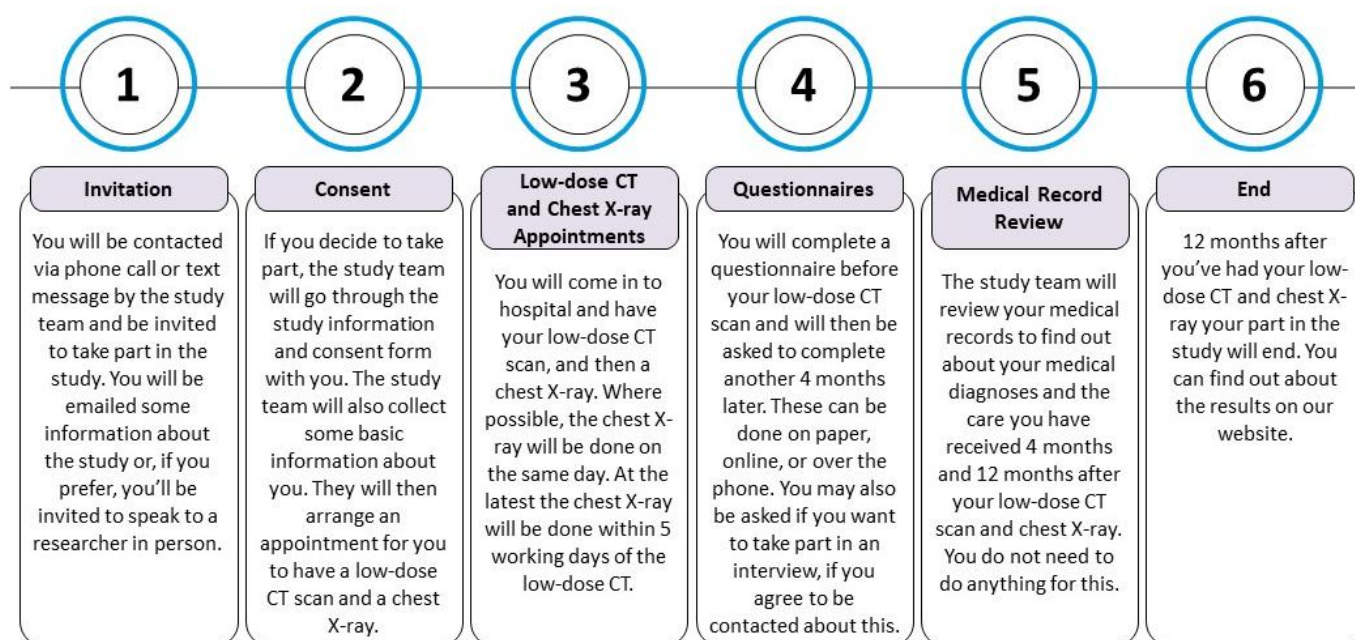 1
2
3
4
5
6
Invitation
You will be contacted
via phone call or text
message by the study
team and be invited
to take part in the
study. You will be
emailed some
information about
the study or, if you
prefer, you'll be
invited to speak to a
researcher in person.
Consent
If you decide to take
part, the study team
will go through the
study information
and consent form
with you. The study
team will also collect
some basic
information about
you. They will then
arrange an
appointment for you
to have a low-dose
CT scan and a chest
X-ray.
Low-dose CT
and Chest X-ray
Appointments
You will come in to
hospital and have
your low-dose CT
scan, and then a
chest X-ray. Where
possible, the chest X-
ray will be done on
the same day. At the
latest the chest X-ray
will be done within 5
working days of the
low-dose CT.
Questionnaires
You will complete a
questionnaire before
your low-dose CT
scan and will then be
asked to complete
another 4 months
later. These can be
done on paper,
online, or over the
phone. You may also
be asked if you want
to take part in an
interview, if you
agree to be
contacted about this.
Medical Record
Review
The study team will
review your medical
records to find out
about your medical
diagnoses and the
care you have
received 4 months
and 12 months after
your low-dose CT
scan and chest X-ray.
You do not need to
do anything for this.
End
12 months after
you've had your low-
dose CT and chest X-
ray your part in the
study will end. You
can find out about
the results on our
website.